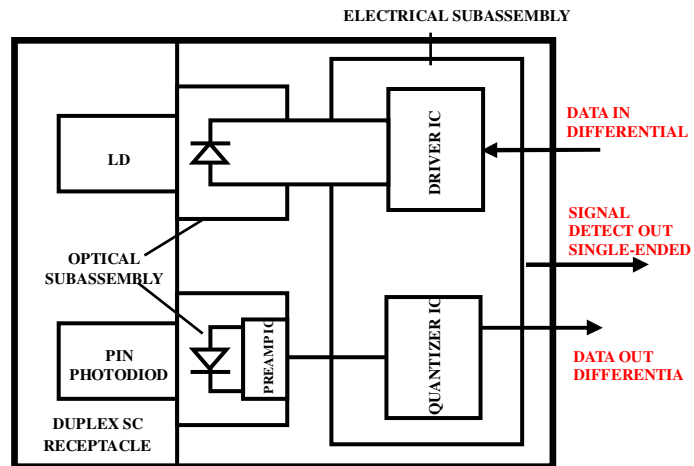 ELECTRICAL SUBASSEMBLY
LD
DRIVER IC
DATA IN
DIFFERENTIAL
SIGNAL
DETECT OUT
SINGLE-ENDED
OPTICAL
SUBASSEMBLY
PIN
PHOTODIOD
PREAMP IC
QUANTIZER IC
DATA OUT
DIFFERENTIA
DUPLEX SC
RECEPTACLE